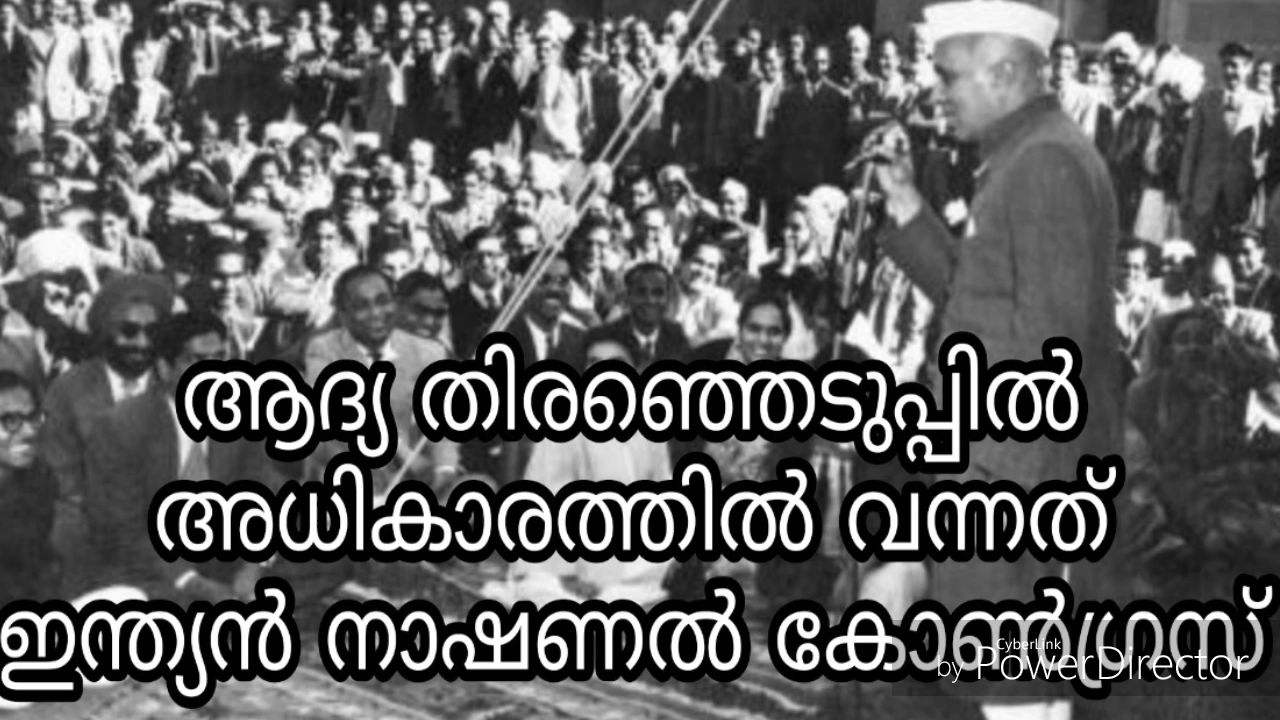 ആദ്യ തിരഞ്ഞെടുപ്പിൽ
അധികാരത്തിൽ വന്നത്
ഇന്ത്യൻ നാഷണൽ കോൺഗ്രസ്
CyberLink
by PowerDirector